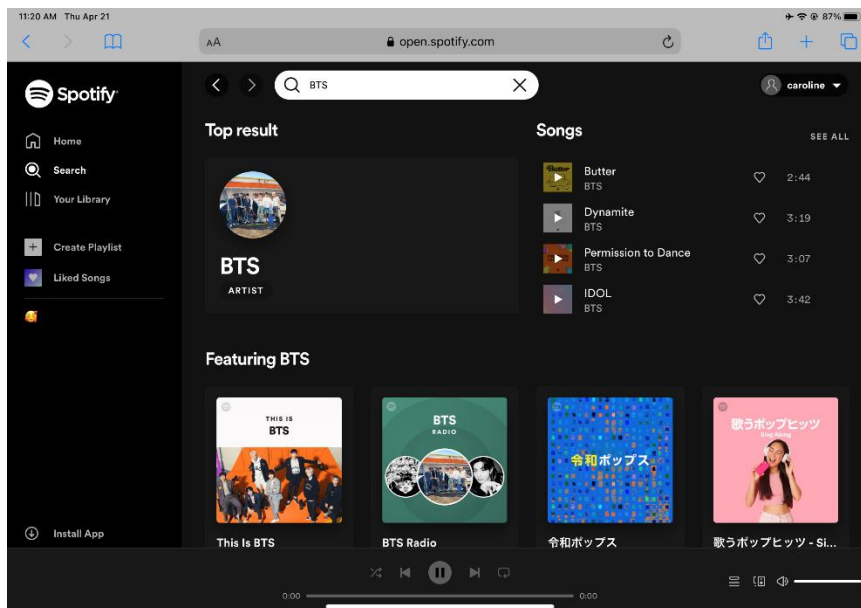 11:20 AM Thu Apr 21
87%
AA
open.spotify.com
Spotify
BTS
caroline
Home
Search
Your Library
Create Playlist
Liked Songs
Install App
Top result
BTS
ARTIST
Songs
SEE ALL
Butter
BTS
2:44
Dynamite
BTS
3:19
Permission to Dance
BTS
3:07
IDOL
BTS
3:42
Featuring BTS
THIS IS
BTS
This Is BTS
BTS
RADIO
BTS Radio
令和ポップス
令和ポップス
歌うポップヒッツ
Sing Along
歌うポップヒッツ - Si...
0:00
0:00